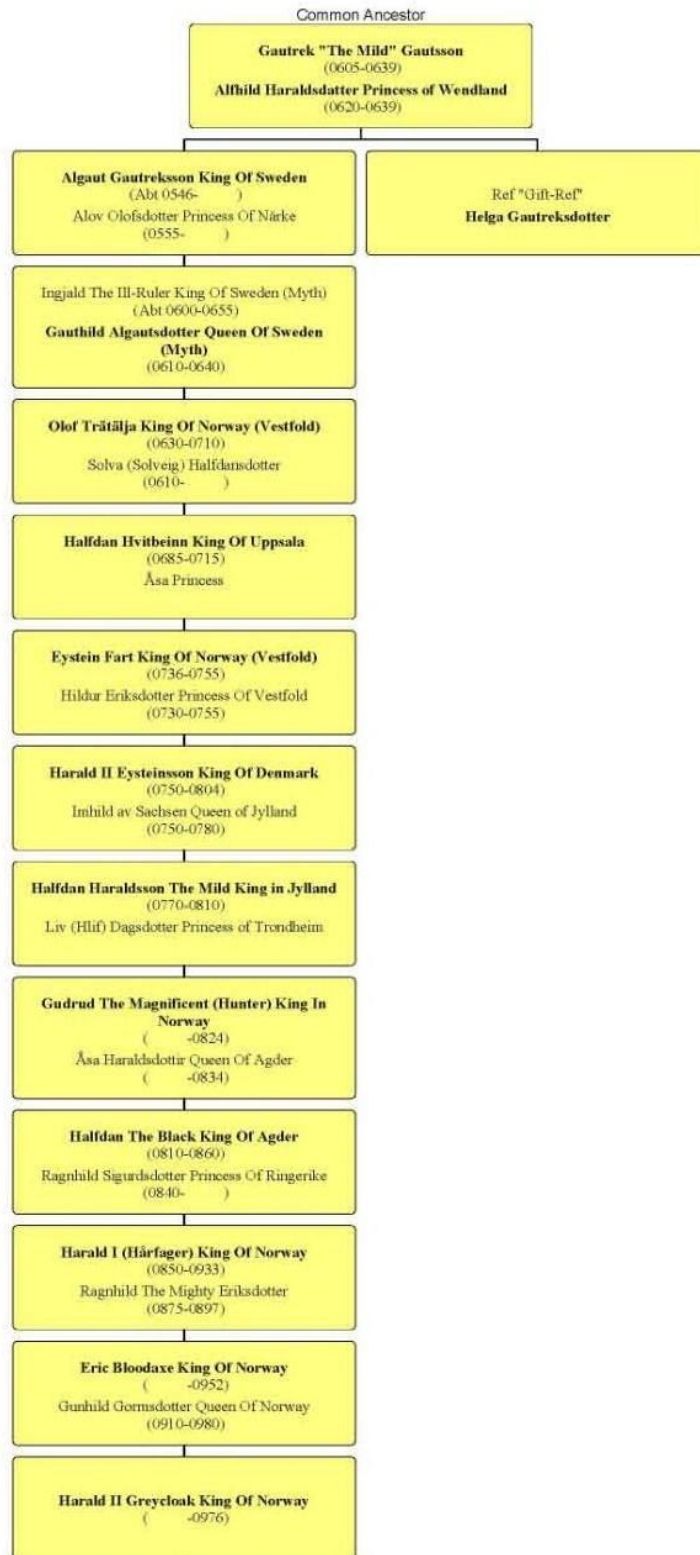 Common Ancestor
Gautrek "The Mild" Gautsson
(0605-0639)
Alfhild Haraldsdatter Princess of Wendland
(0620-0639)
Algaut Gautreksson King Of Sweden
(Abt 0546- )
Alov Olofsdotter Princess Of Närke
(0555- )
Ref "Gift-Ref"
Helga Gautreksdotter
Ingjald The Ill-Ruler King Of Sweden (Myth)
(Abt 0600-0655)
Gauthild Algautsdotter Queen Of Sweden
(Myth)
(0610-0640)
Olof Trätälja King Of Norway (Vestfold)
(0630-0710)
Solva (Solveig) Halfdansdotter
(0610- )
Halfdan Hvitbeinn King Of Uppsala
(0685-0715)
Åsa Princess
Eystein Fart King Of Norway (Vestfold)
(0736-0755)
Hildur Eriksdotter Princess Of Vestfold
(0730-0755)
Harald II Eysteinsson King Of Denmark
(0750-0804)
Imhild av Sachsen Queen of Jylland
(0750-0780)
Halfdan Haraldsson The Mild King in Jylland
(0770-0810)
Liv (Hlif) Dagsdotter Princess of Trondheim
Gudrud The Magnificent (Hunter) King In
Norway
( -0824)
Åsa Haraldsdottir Queen Of Agder
( -0834)
Halfdan The Black King Of Agder
(0810-0860)
Ragnhild Sigurdsdotter Princess Of Ringerike
(0840- )
Harald I (Hårfager) King Of Norway
(0850-0933)
Ragnhild The Mighty Eriksdotter
(0875-0897)
Eric Bloodaxe King Of Norway
( -0952)
Gunhild Gormsdotter Queen Of Norway
(0910-0980)
Harald II Greycloak King Of Norway
( -0976)